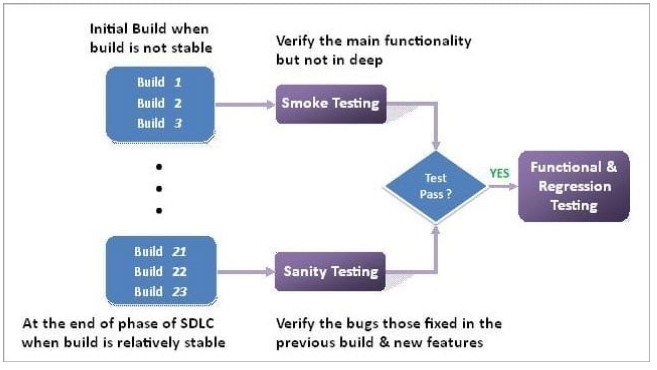 Initial Build when
build is not stable
Build 1
Build 2
Build 3
Verify the main functionality
but not in deep
Smoke Testing
Test
Pass ?
YES
Functional &
Regression
Testing
Build 21
Build 22
Build 23
Sanity Testing
At the end of phase of SDLC
when build is relatively stable
Verify the bugs those fixed in the
previous build & new features